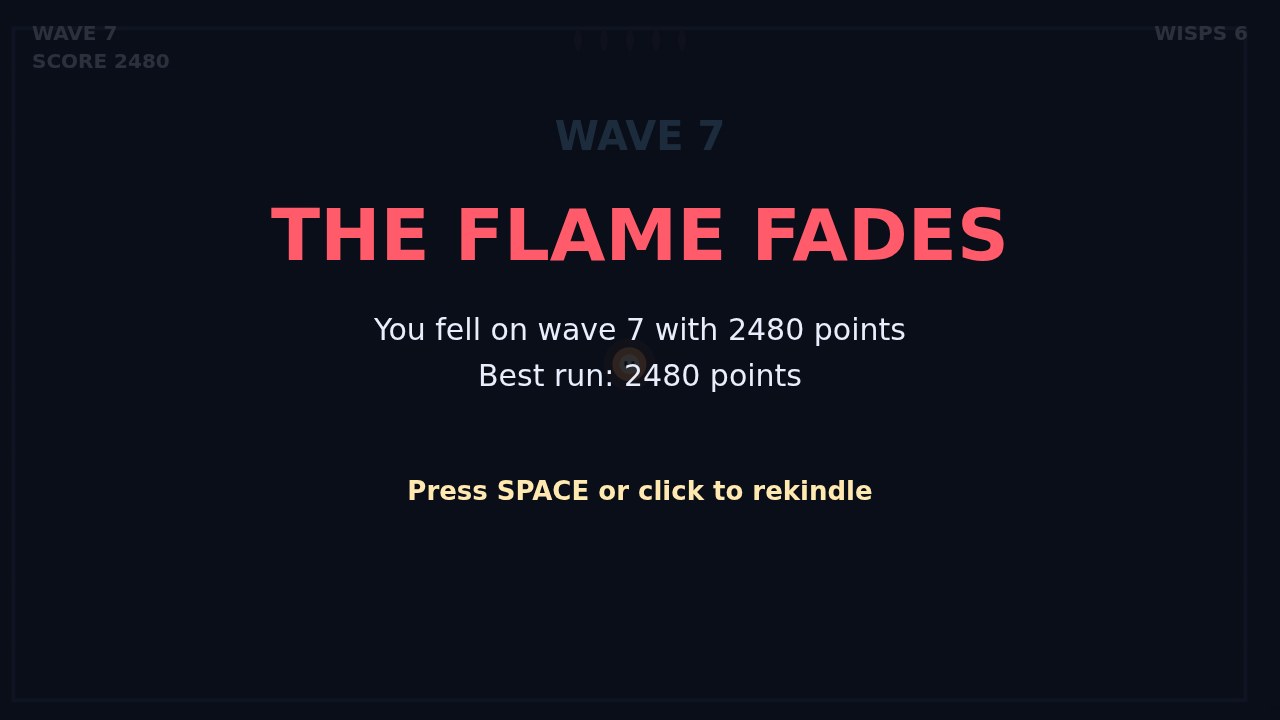 WAVE 7
WISPS 6
SCORE 2480
WAVE 7
THE FLAME FADES
You fell on wave 7 with 2480 points
Best run: 2480 points
Press SPACE or click to rekindle